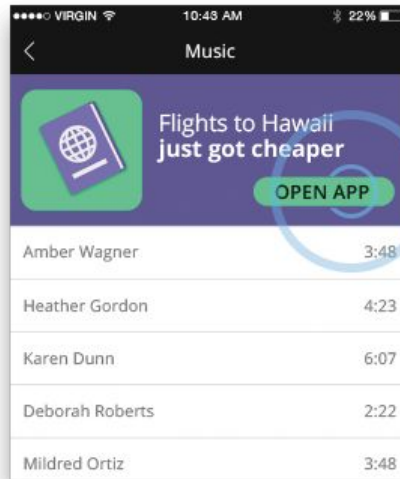 VIRGIN 10:43 AM 22%
Music
Flights to Hawaii
just got cheaper
OPEN APP
Amber Wagner 3:48
Heather Gordon 4:23
Karen Dunn 6:07
Deborah Roberts 2:22
Mildred Ortiz 3:48